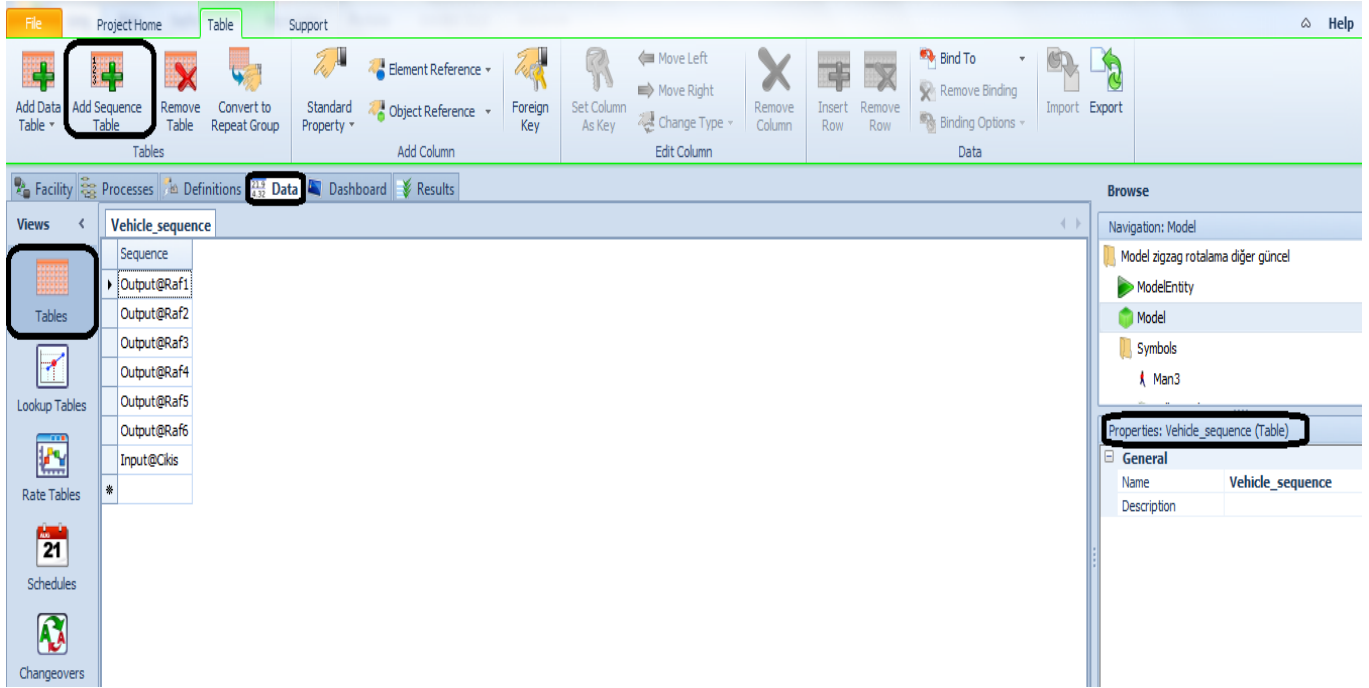 File Project Home Table Support Help
Add Data Table Add Sequence Table Remove Table Convert to Repeat Group
Tables
Standard Property Element Reference Object Reference Foreign Key
Add Column
Set Column As Key Move Left Move Right Change Type Remove Column
Edit Column
Insert Row Remove Row Bind To Remove Binding Binding Options Import Export
Data
Facility Processes Definitions 21.9 4.32 Data Dashboard Results
Browse
Views
Vehicle_sequence
Sequence
Output@Raf1
Output@Raf2
Output@Raf3
Output@Raf4
Output@Raf5
Output@Raf6
Input@Cikis
Tables
Lookup Tables
Rate Tables
AUG
21
Schedules
Changeovers
Navigation: Model
Model zigzag rotalama diğer güncel
ModelEntity
Model
Symbols
Man3
Properties: Vehicle_sequence (Table)
General
Name Vehicle_sequence
Description